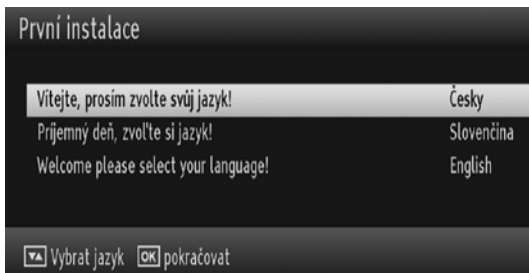 První instalace
Vítejte, prosím zvolte svůj jazyk! Česky
Príjemný deň, zvoľte si jazyk! Slovenčina
Welcome please select your language! English
Vybrat jazyk OK pokračovat